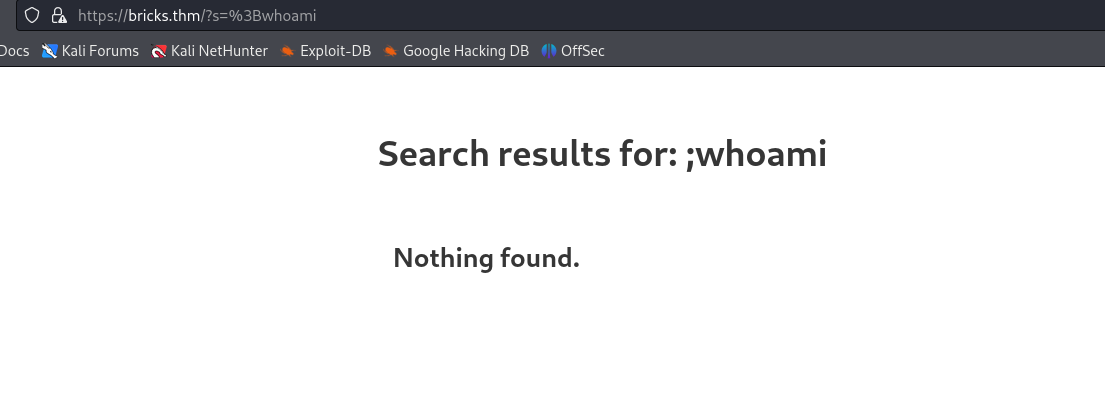 https://bricks.thm/?s=%3Bwhoami
Docs Kali Forums Kali NetHunter Exploit-DB Google Hacking DB OffSec
Search results for: ;whoami
Nothing found.